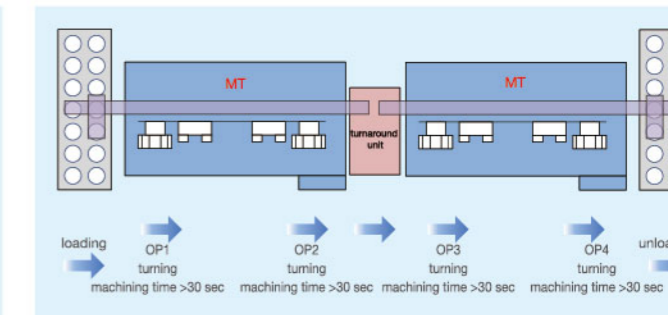 MT
MT
turnaround
unit
loading
OP1
turning
machining time >30 sec
OP2
turning
machining time >30 sec
OP3
turning
machining time >30 sec
OP4
turning
machining time >30 sec